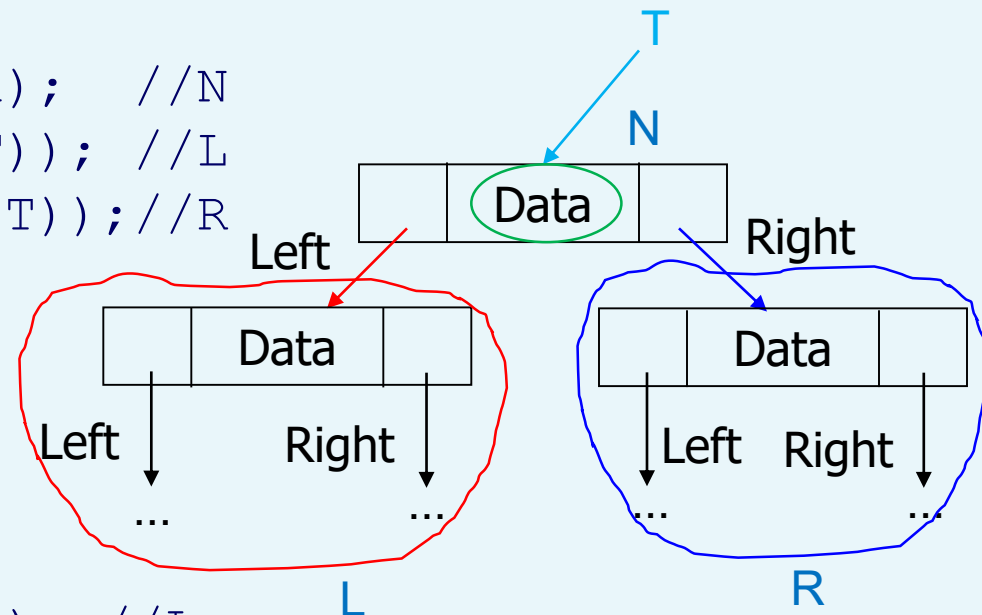 T
); //N
N
)); //L
T));//R
Data
Left
Right
Data
Data
Left
Right
Left
Right
...
...
...
...
L
R